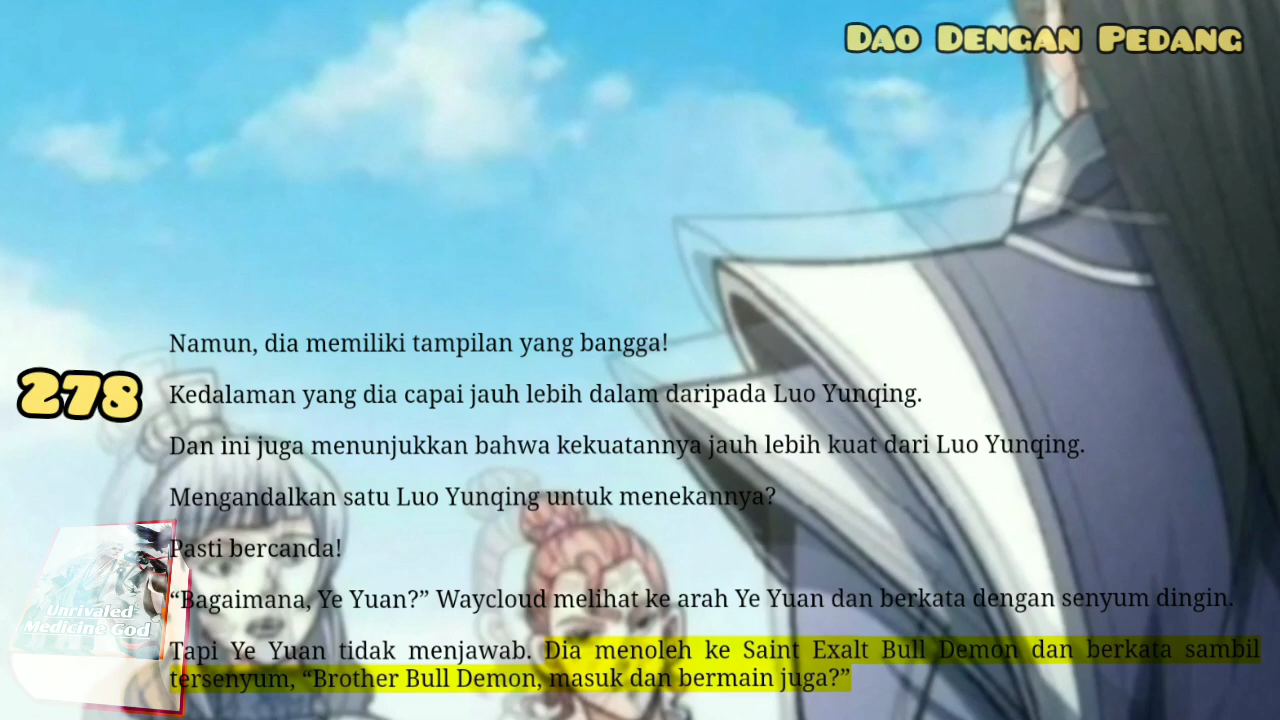 Dao Dengan Pedang
Namun, dia memiliki tampilan yang bangga!
278
Kedalaman yang dia capai jauh lebih dalam daripada Luo Yunqing.
Dan ini juga menunjukkan bahwa kekuatannya jauh lebih kuat dari Luo Yunqing.
Mengandalkan satu Luo Yunqing untuk menekannya?
Pasti bercanda!
“Bagaimana, Ye Yuan?” Waycloud melihat ke arah Ye Yuan dan berkata dengan senyum dingin.
Tapi Ye Yuan tidak menjawab. Dia menoleh ke Saint Exalt Bull Demon dan berkata sambil
tersenyum, “Brother Bull Demon, masuk dan bermain juga?”
Unrivaled
Medicine God